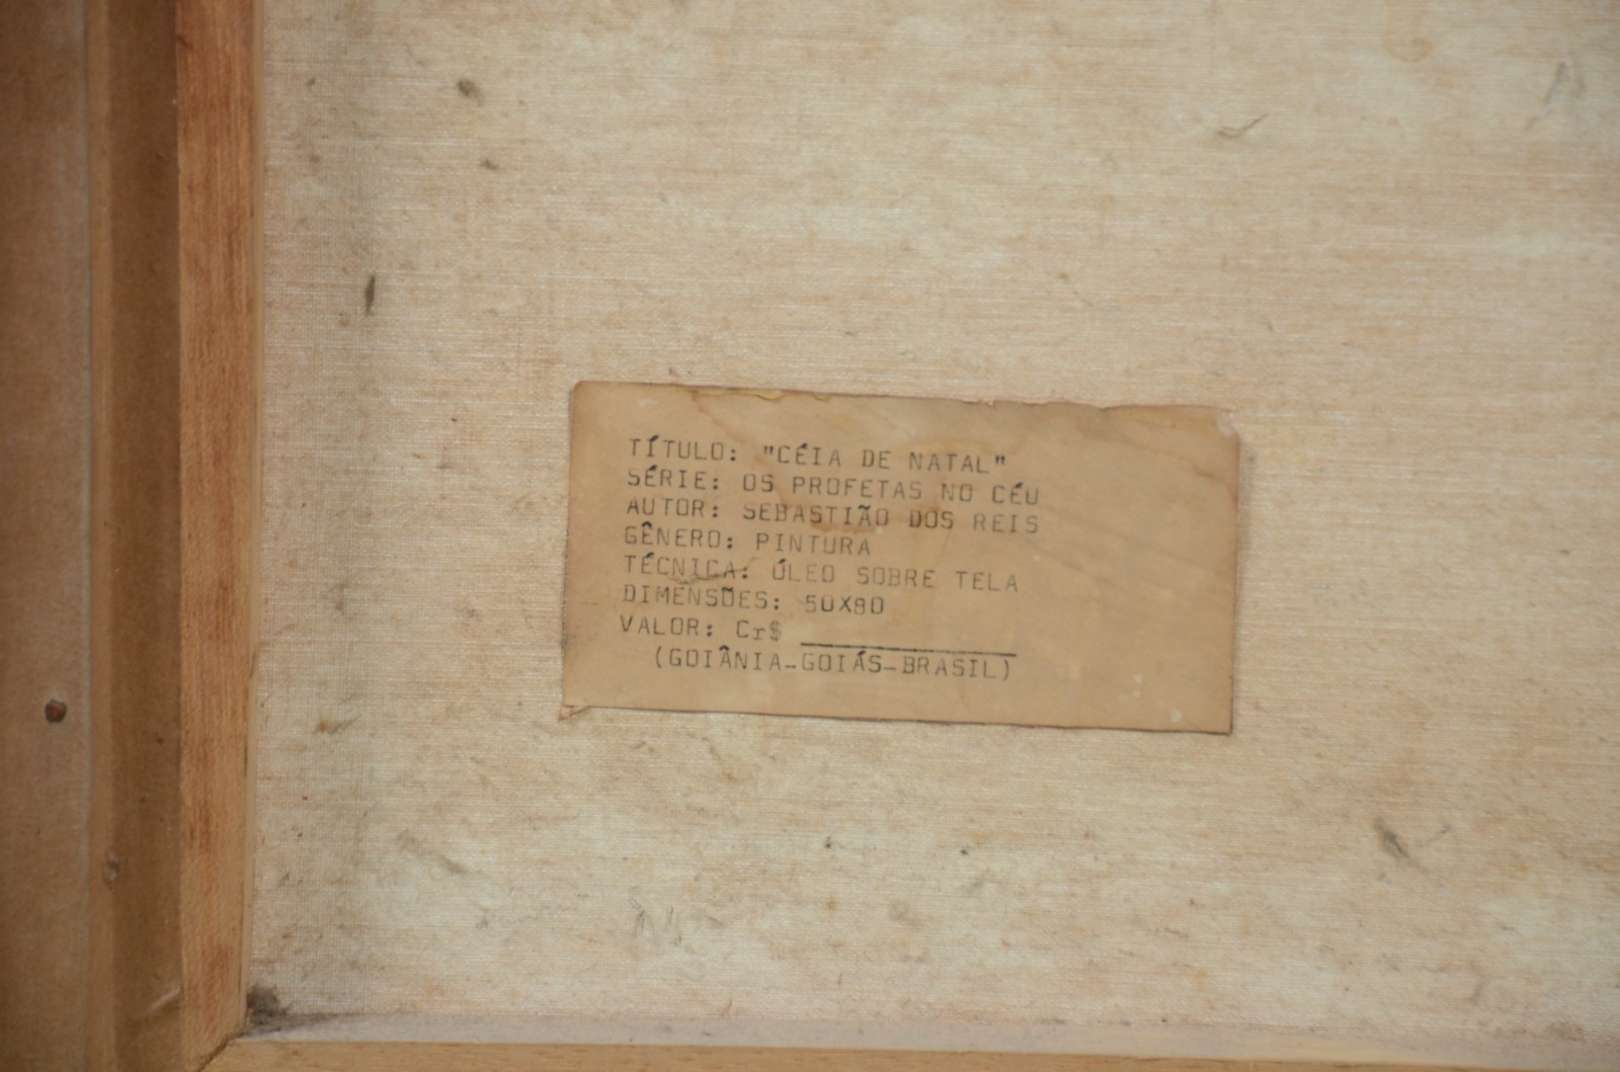 TÍTULO: "CÉIA DE NATAL"
SÉRIE: OS PROFETAS NO CÉU
AUTOR: SEBASTIÃO DOS REIS
GÊNERO: PINTURA
TÉCNICA: ÓLEO SOBRE TELA
DIMENSÕES: 50X80
VALOR: Cr$ ____________
(GOIÂNIA-GOIÁS-BRASIL)